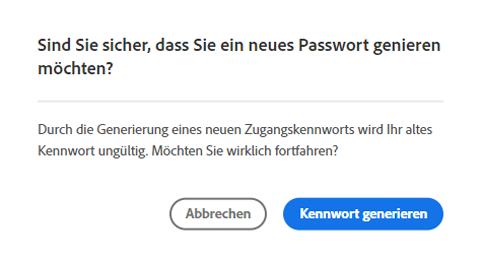 Sind Sie sicher, dass Sie ein neues Passwort genieren
möchten?
Durch die Generierung eines neuen Zugangskennworts wird Ihr altes
Kennwort ungültig. Möchten Sie wirklich fortfahren?
Abbrechen
Kennwort generieren